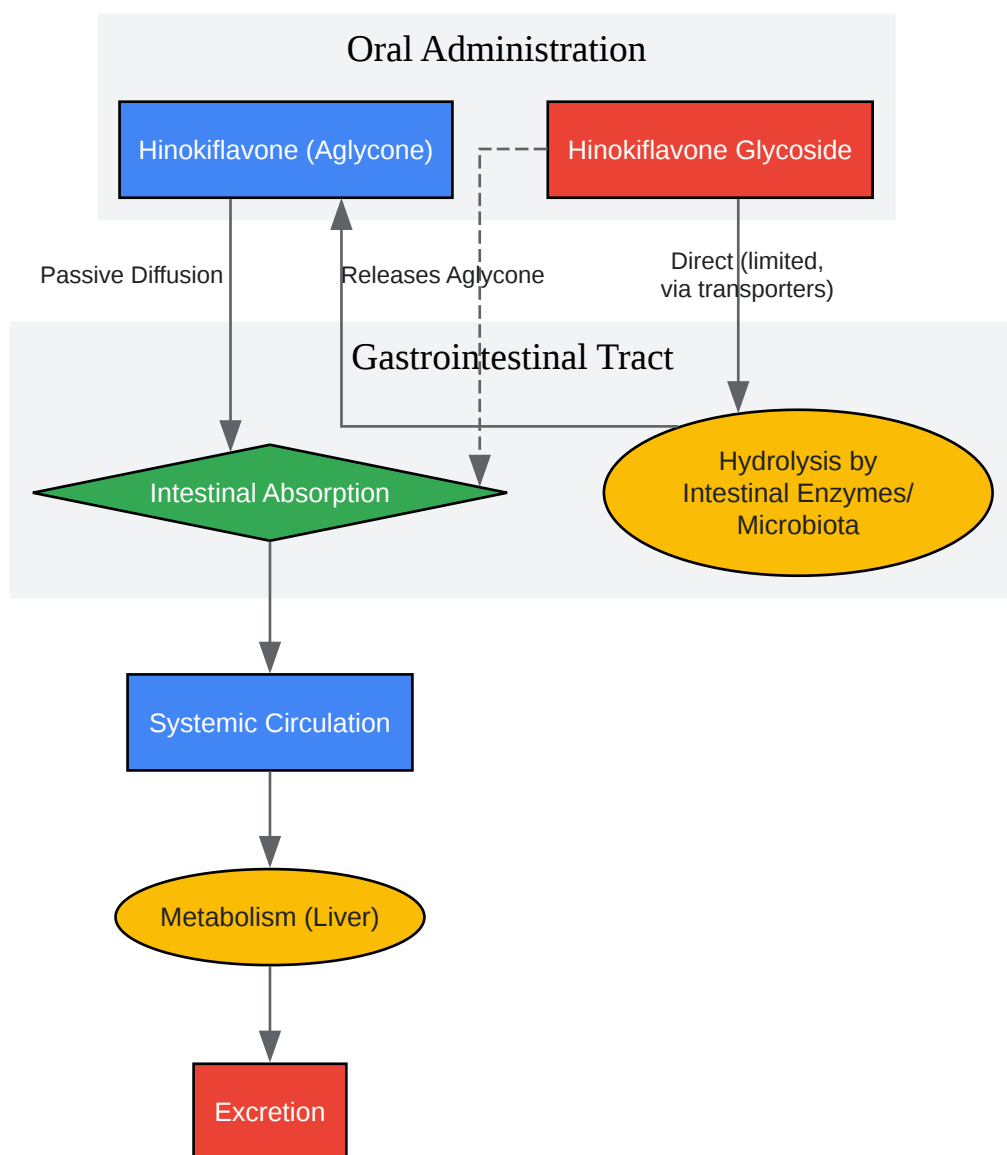 Oral Administration
Hinokiflavone (Aglycone)
Hinokiflavone Glycoside
Passive Diffusion
Releases Aglycone
Direct (limited,
via transporters)
Gastrointestinal Tract
Intestinal Absorption
Hydrolysis by
Intestinal Enzymes/
Microbiota
Systemic Circulation
Metabolism (Liver)
Excretion